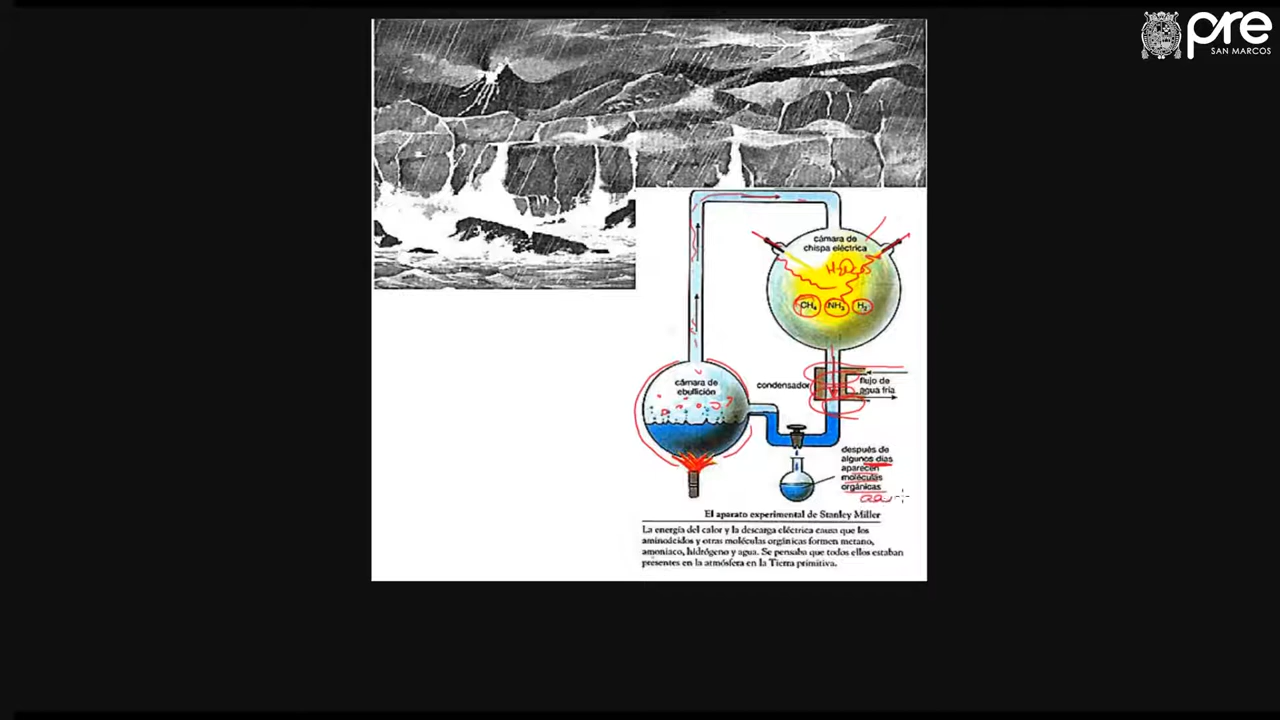 pre
SAN MARCOS
cámara de
chispa eléctrica
H₂O
CH₄ NH₃ H₂
cámara de
ebullición
condensador
flujo de
agua fría
después de
algunos días
aparecen
moléculas
orgánicas
El aparato experimental de Stanley Miller
La energía del calor y la descarga eléctrica causa que los
aminoácidos y otras moléculas orgánicas formen metano,
amoniaco, hidrógeno y agua. Se pensaba que todos ellos estaban
presentes en la atmósfera en la Tierra primitiva.